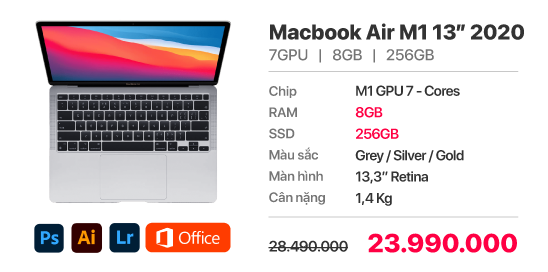 Macbook Air M1 13″ 2020
7GPU | 8GB | 256GB
Chip M1 GPU 7 - Cores
RAM 8GB
SSD 256GB
Màu sắc Grey / Silver / Gold
Màn hình 13,3″ Retina
Cân nặng 1,4 Kg
Ps Ai Lr Office
28.490.000 23.990.000